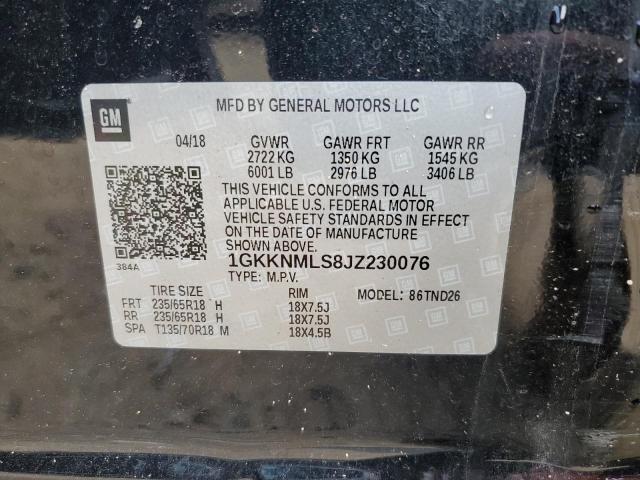 GM
MFD BY GENERAL MOTORS LLC
04/18 GVWR GAWR FRT GAWR RR
2722 KG 1350 KG 1545 KG
6001 LB 2976 LB 3406 LB
THIS VEHICLE CONFORMS TO ALL
APPLICABLE U.S. FEDERAL MOTOR
VEHICLE SAFETY STANDARDS IN EFFECT
ON THE DATE OF MANUFACTURE
SHOWN ABOVE.
384A 1GKKNMLS8JZ230076
TYPE: M.P.V.
TIRE SIZE RIM MODEL: 86TND26
FRT 235/65R18 H 18X7.5J
RR 235/65R18 H 18X7.5J
SPA T135/70R18 M 18X4.5B